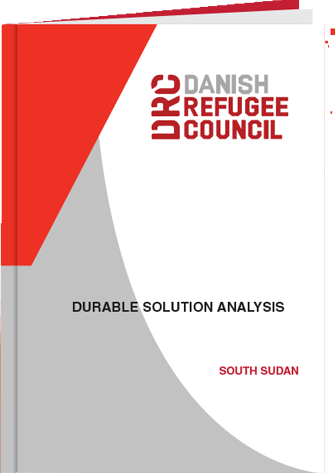 DRC
DANISH
REFUGEE
COUNCIL
DURABLE SOLUTION ANALYSIS
SOUTH SUDAN